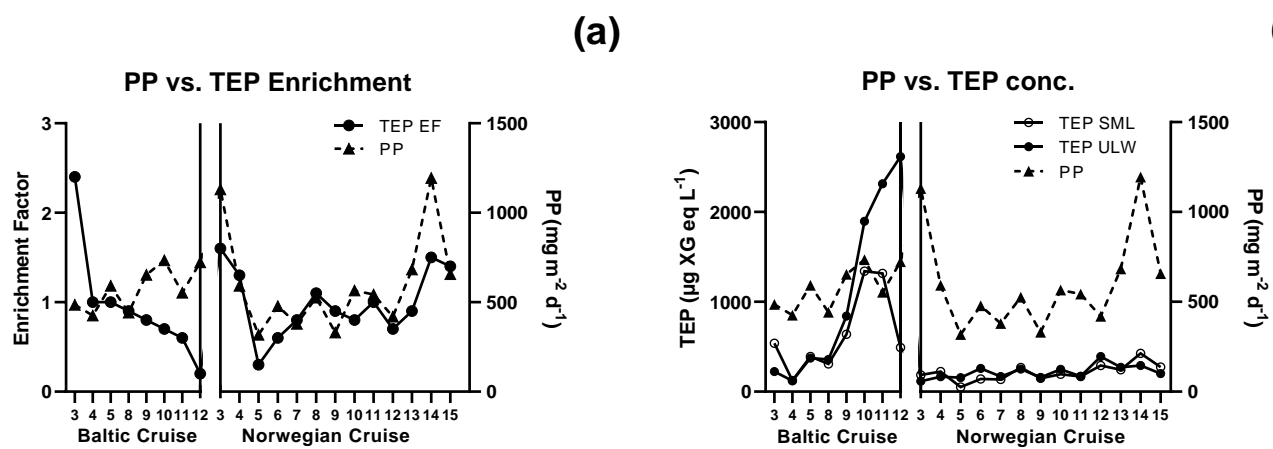 (a)
PP vs. TEP Enrichment
TEP EF
PP
Enrichment Factor
3
2
1
0
1500
1000
500
0
PP (mg m⁻² d⁻¹)
3 4 5 8 9 10 11 12
3 4 5 6 7 8 9 10 11 12 13 14 15
Baltic Cruise
Norwegian Cruise
PP vs. TEP conc.
TEP SML
TEP ULW
PP
TEP (µg XG eq L⁻¹)
3000
2000
1000
0
1500
1000
500
0
PP (mg m⁻² d⁻¹)
3 4 5 8 9 10 11 12
3 4 5 6 7 8 9 10 11 12 13 14 15
Baltic Cruise
Norwegian Cruise